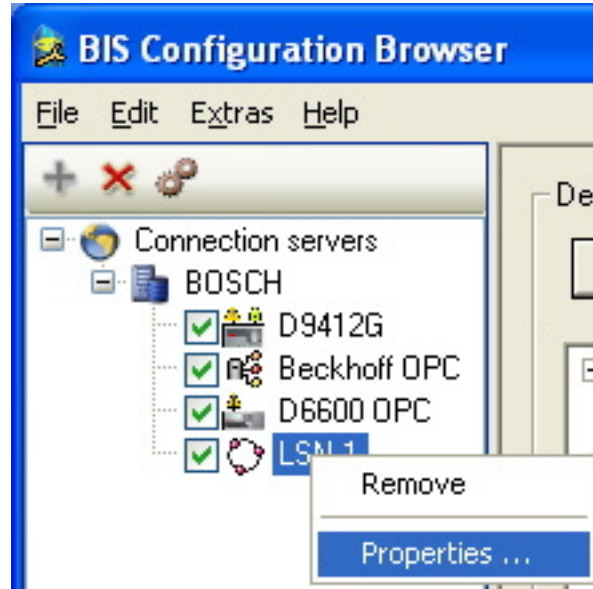 BIS Configuration Browser
File Edit Extras Help
De
Connection servers
BOSCH
D9412G
Beckhoff OPC
D6600 OPC
LSN 1
Remove
Properties ...